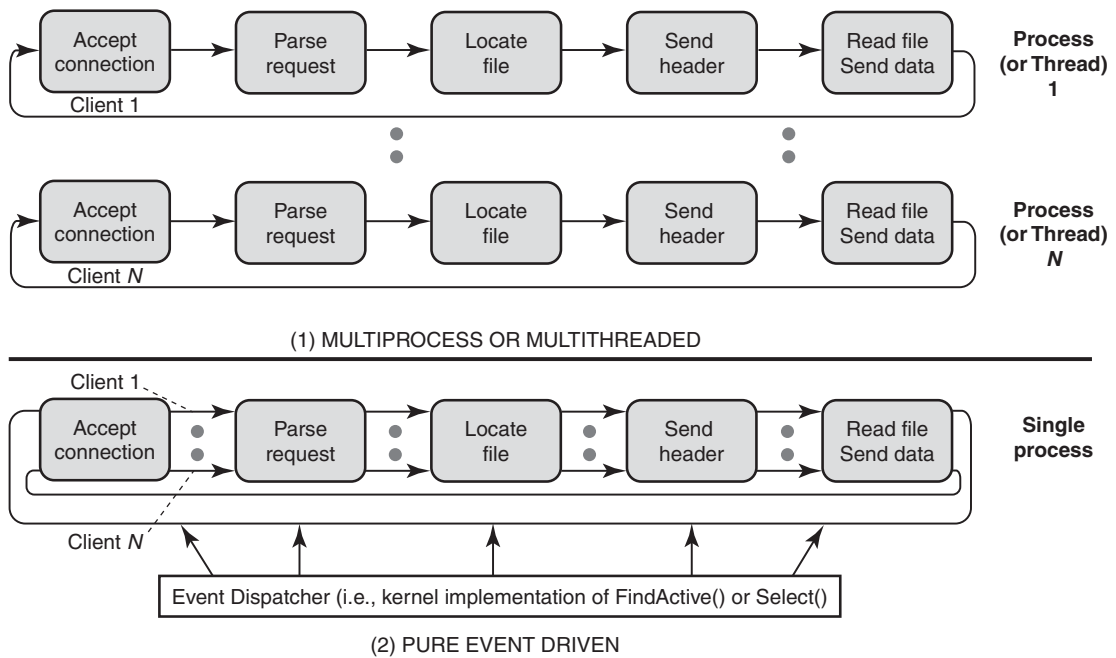 Accept
connection
Parse
request
Locate
file
Send
header
Read file
Send data
Process
(or Thread)
1
Client 1
Accept
connection
Parse
request
Locate
file
Send
header
Read file
Send data
Process
(or Thread)
N
Client N
(1) MULTIPROCESS OR MULTITHREADED
Client 1
Accept
connection
Parse
request
Locate
file
Send
header
Read file
Send data
Single
process
Client N
Event Dispatcher (i.e., kernel implementation of FindActive() or Select()
(2) PURE EVENT DRIVEN